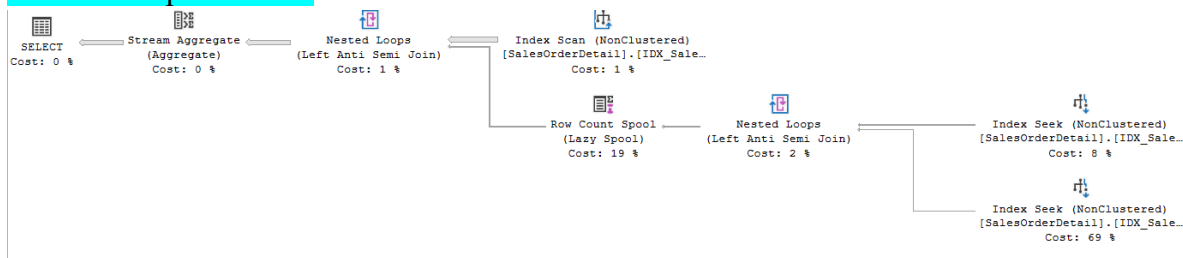 SELECT
Cost: 0 %
Stream Aggregate
(Aggregate)
Cost: 0 %
Nested Loops
(Left Anti Semi Join)
Cost: 1 %
Index Scan (NonClustered)
[SalesOrderDetail].[IDX_Sale…
Cost: 1 %
Row Count Spool
(Lazy Spool)
Cost: 19 %
Nested Loops
(Left Anti Semi Join)
Cost: 2 %
Index Seek (NonClustered)
[SalesOrderDetail].[IDX_Sale…
Cost: 8 %
Index Seek (NonClustered)
[SalesOrderDetail].[IDX_Sale…
Cost: 69 %